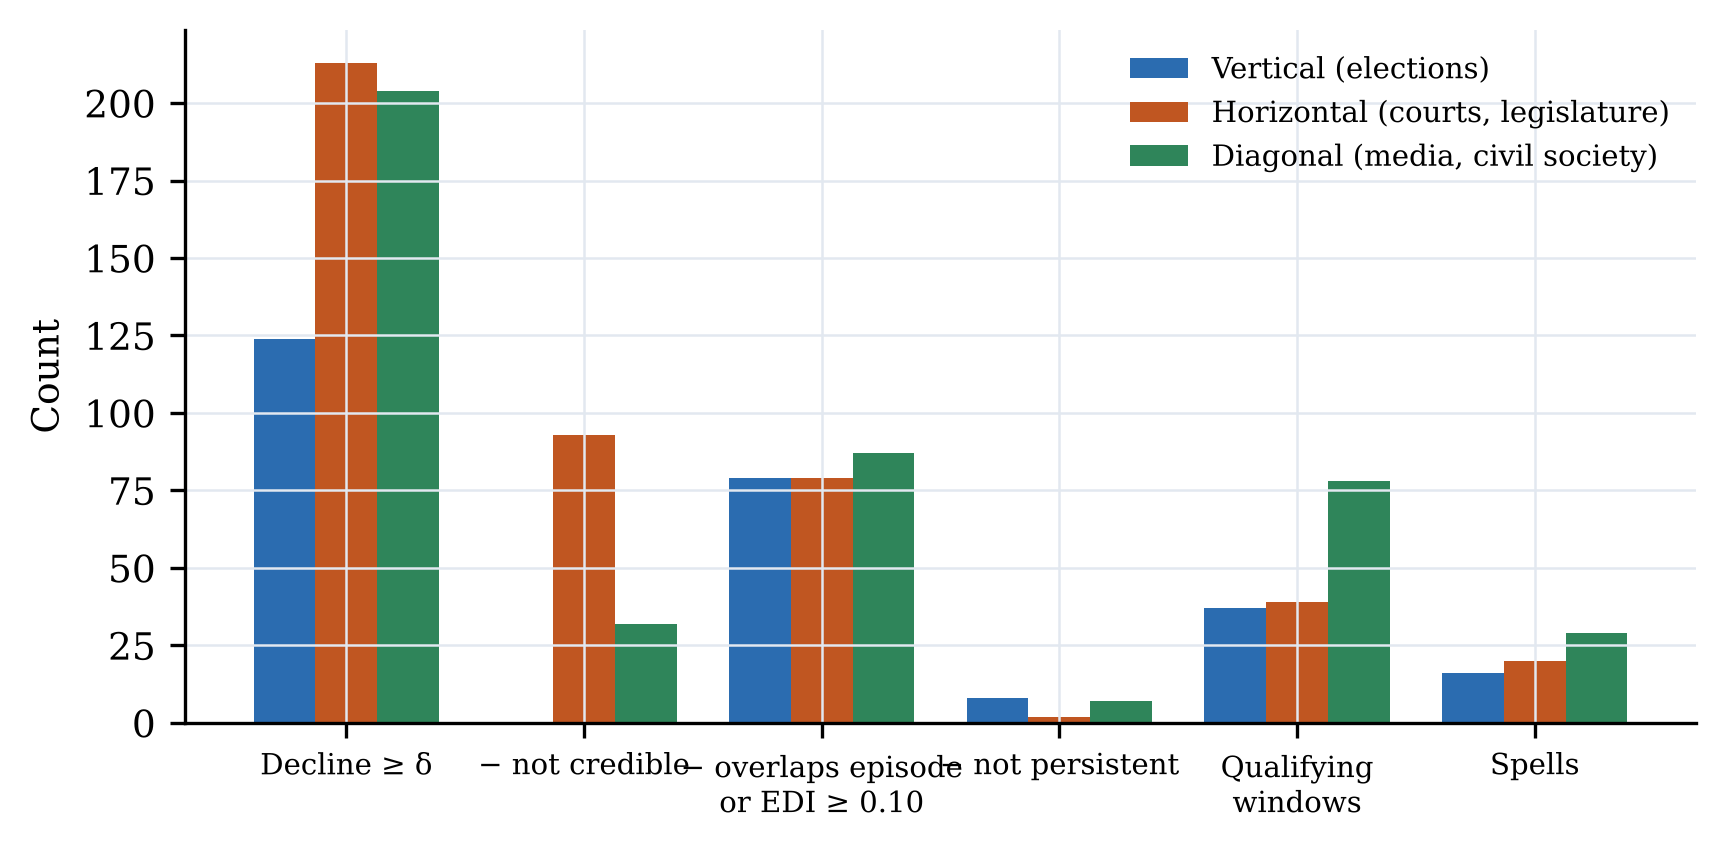 Vertical (elections)
Horizontal (courts, legislature)
Diagonal (media, civil society)
Count
200
175
150
125
100
75
50
25
0
Decline ≥ δ
− not credible
− overlaps episode
or EDI ≥ 0.10
− not persistent
Qualifying
windows
Spells